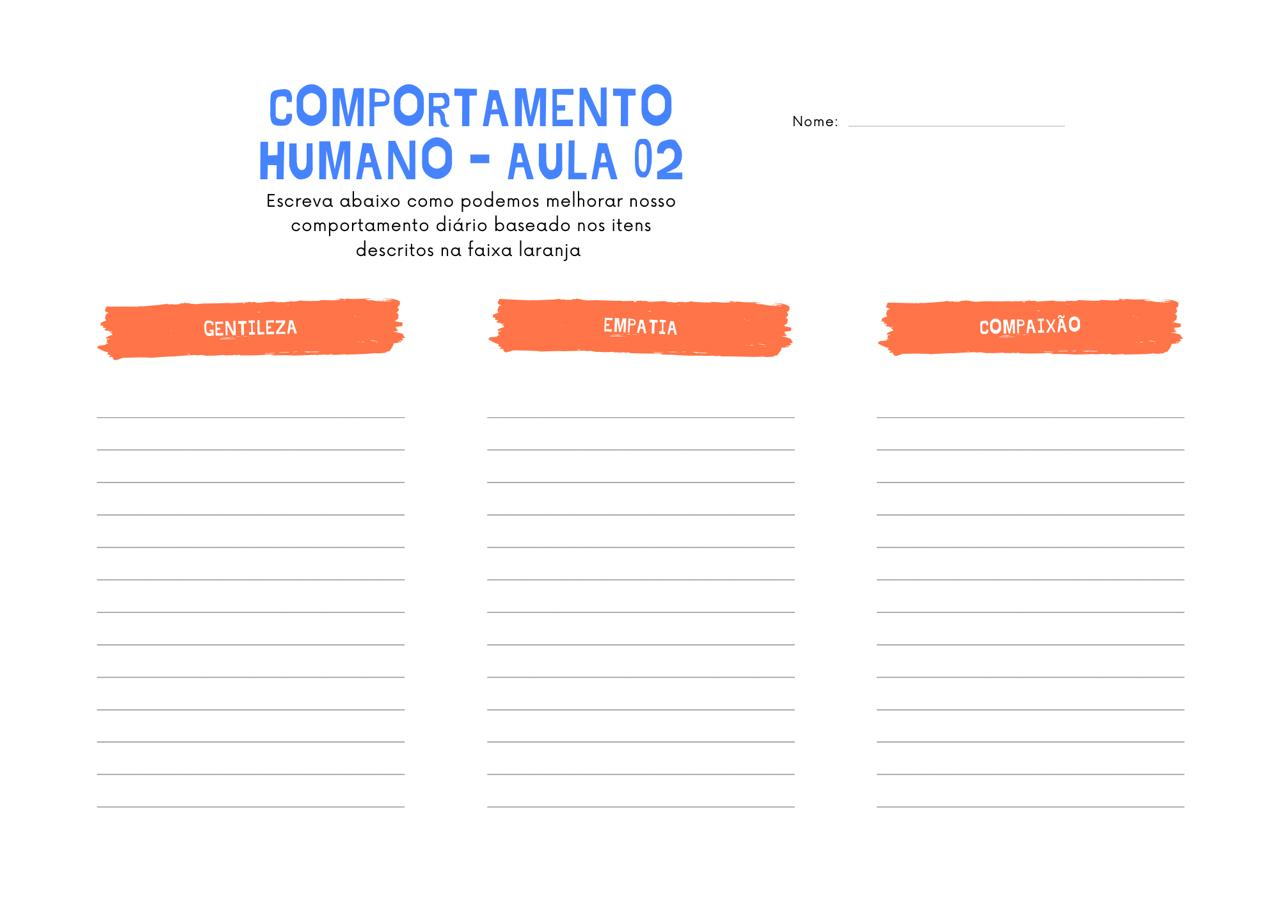 COMPORTAMENTO
HUMANO - AULA 02
Nome:
Escreva abaixo como podemos melhorar nosso
comportamento diário baseado nos itens
descritos na faixa laranja
GENTILEZA
EMPATIA
COMPAIXÃO